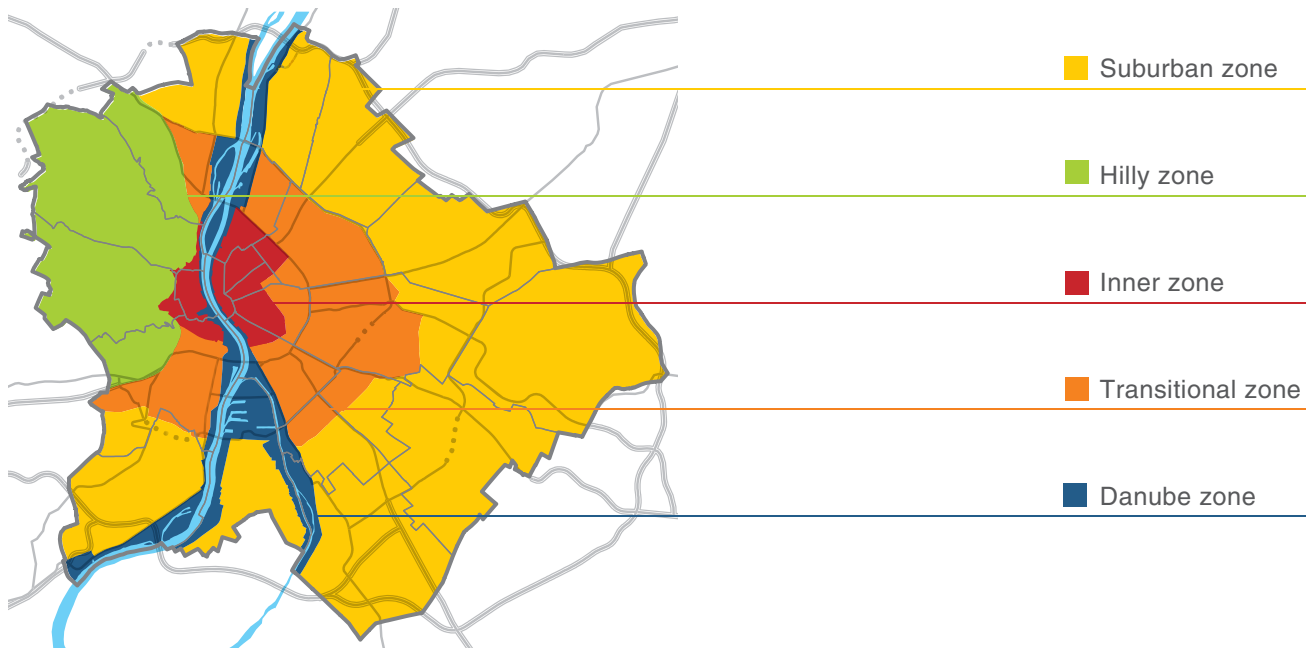 Suburban zone
Hilly zone
Inner zone
Transitional zone
Danube zone